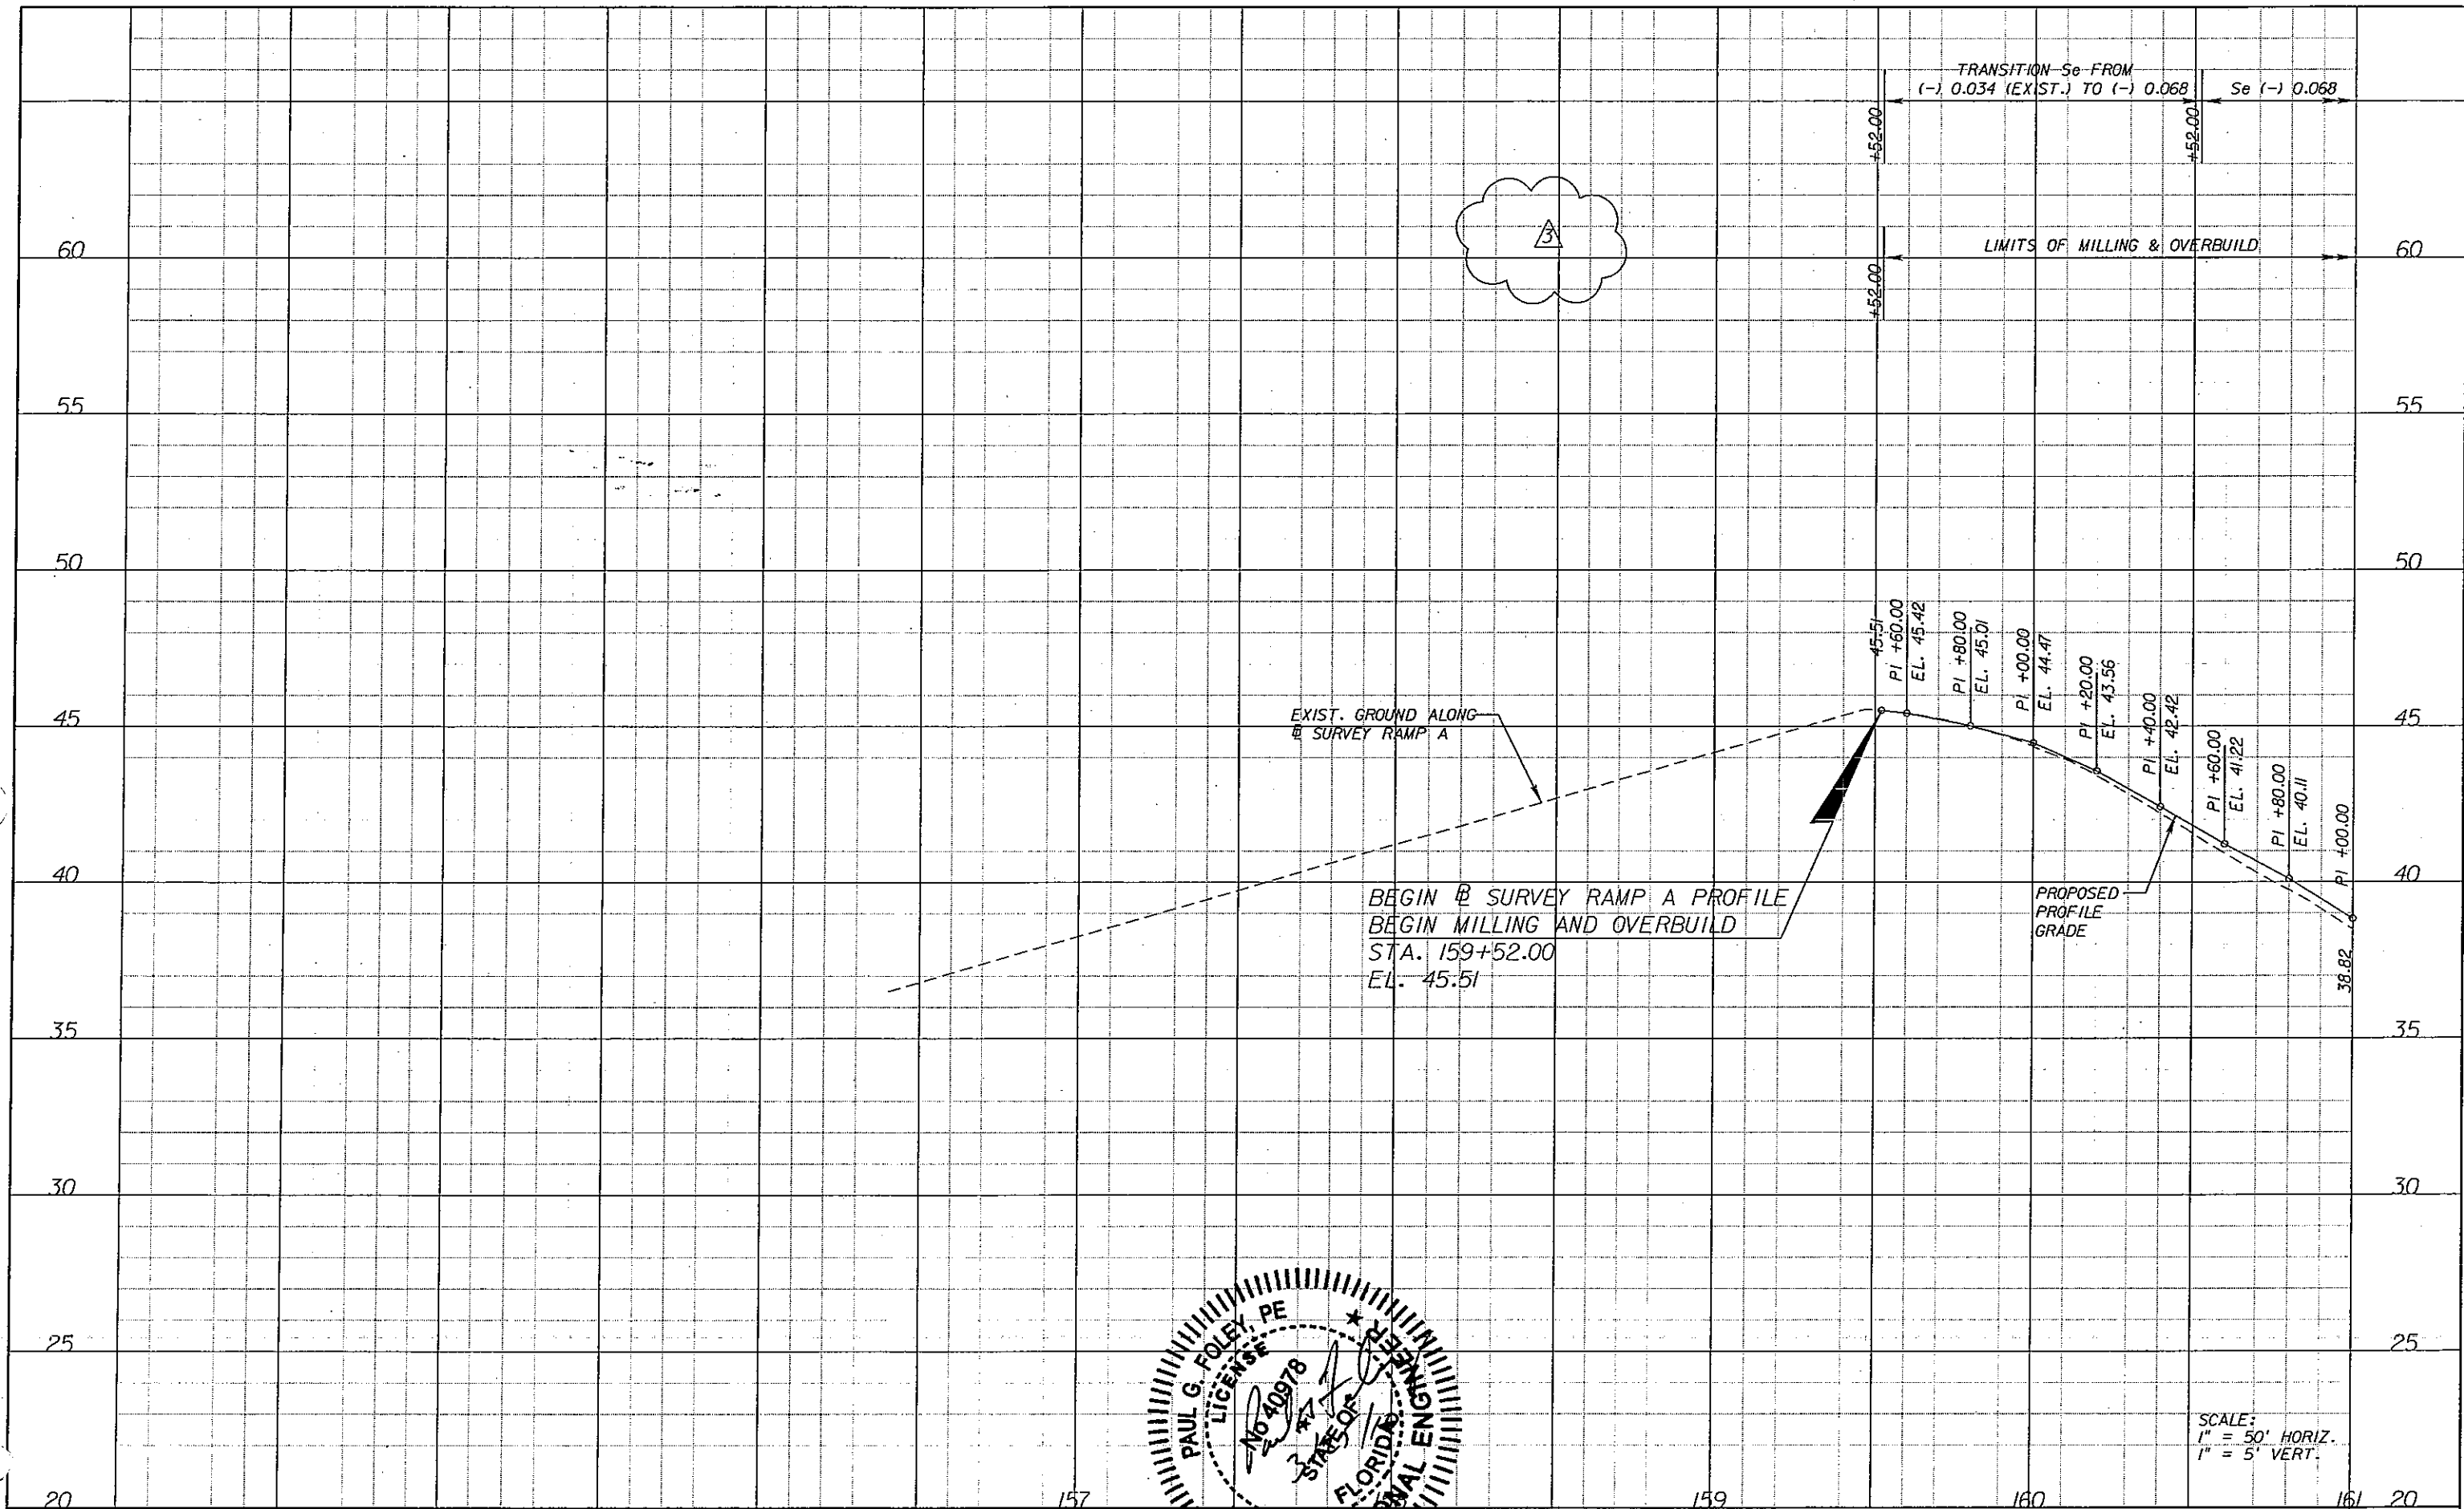 TRANSITION Se FROM
(-) 0.034 (EXIST.) TO (-) 0.068
Se (-) 0.068
+52.00
+52.00
3
LIMITS OF MILLING & OVERBUILD
+52.00
60
60
55
55
50
50
45
45
40
40
35
35
30
30
25
25
20
20
45.51
PI +60.00
EL. 45.42
PI +80.00
EL. 45.01
PI +00.00
EL. 44.47
PI +20.00
EL. 43.56
PI +40.00
EL. 42.42
PI +60.00
EL. 41.22
PI +80.00
EL. 40.11
PI +00.00
38.82
EXIST. GROUND ALONG
SURVEY RAMP A
BEGIN SURVEY RAMP A PROFILE
BEGIN MILLING AND OVERBUILD
STA. 159+52.00
EL. 45.51
PROPOSED
PROFILE
GRADE
PAUL G. FOLEY, PE
LICENSE
No 40978
STATE OF
FLORIDA
ENGINEER
SCALE:
1" = 50' HORIZ.
1" = 5' VERT.
157
159
160
161